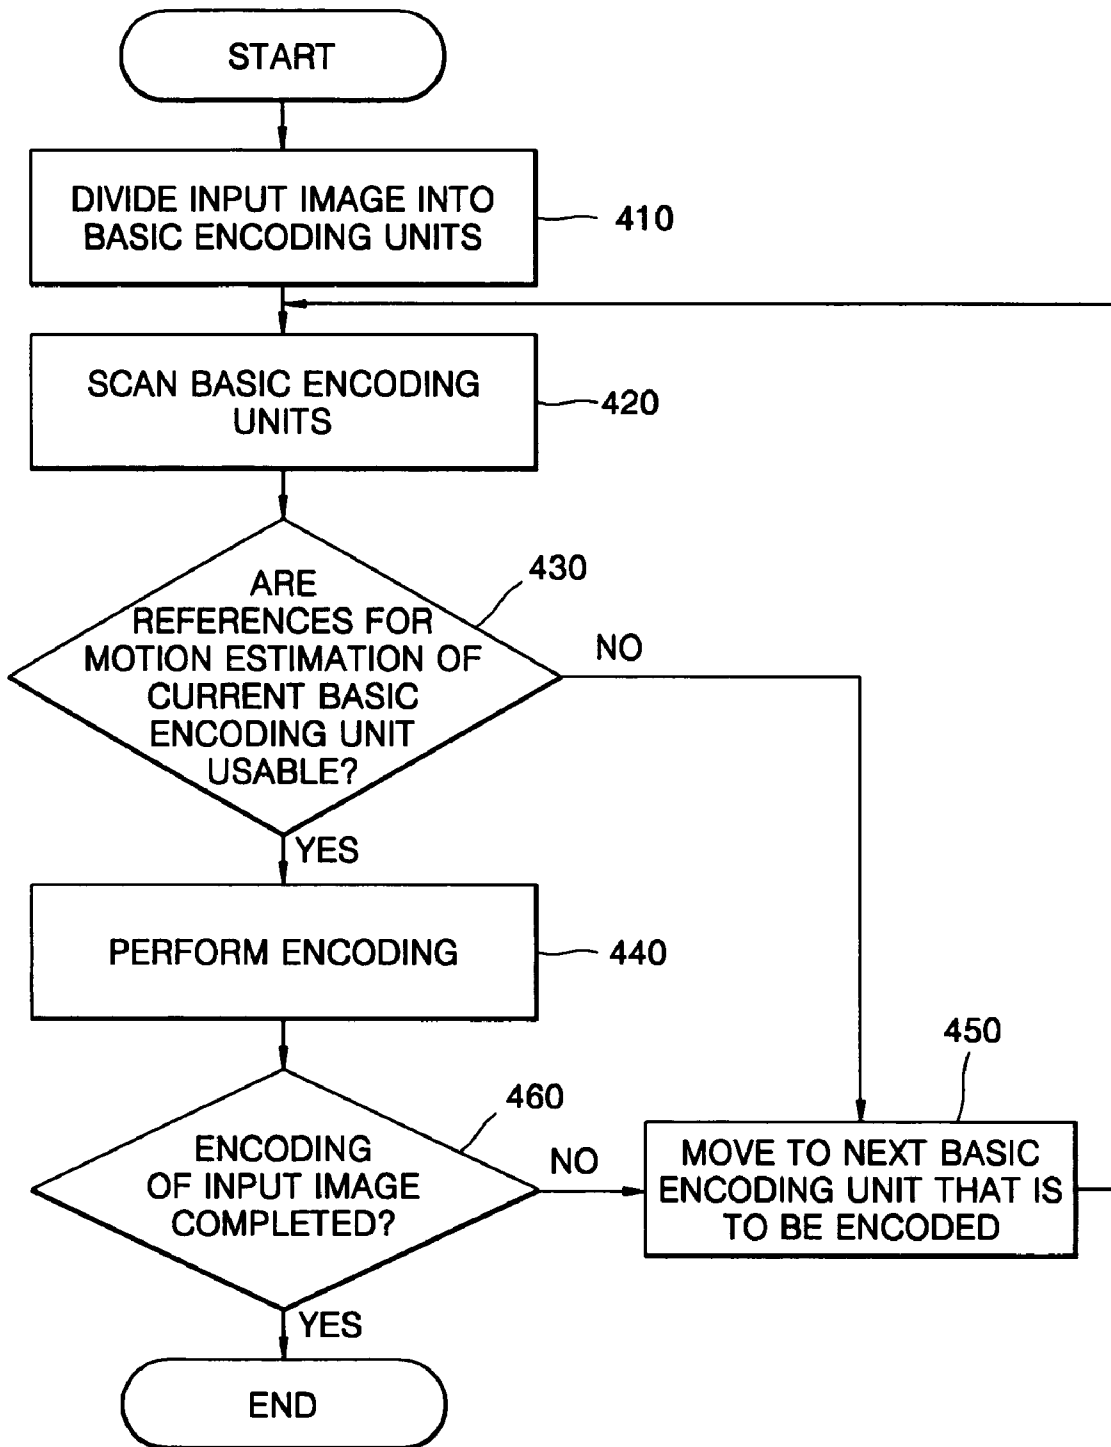 START
DIVIDE INPUT IMAGE INTO
BASIC ENCODING UNITS
410
SCAN BASIC ENCODING
UNITS
420
ARE
REFERENCES FOR
MOTION ESTIMATION OF
CURRENT BASIC
ENCODING UNIT
USABLE?
430
NO
YES
PERFORM ENCODING
440
450
ENCODING
OF INPUT IMAGE
COMPLETED?
460
NO
MOVE TO NEXT BASIC
ENCODING UNIT THAT IS
TO BE ENCODED
YES
END